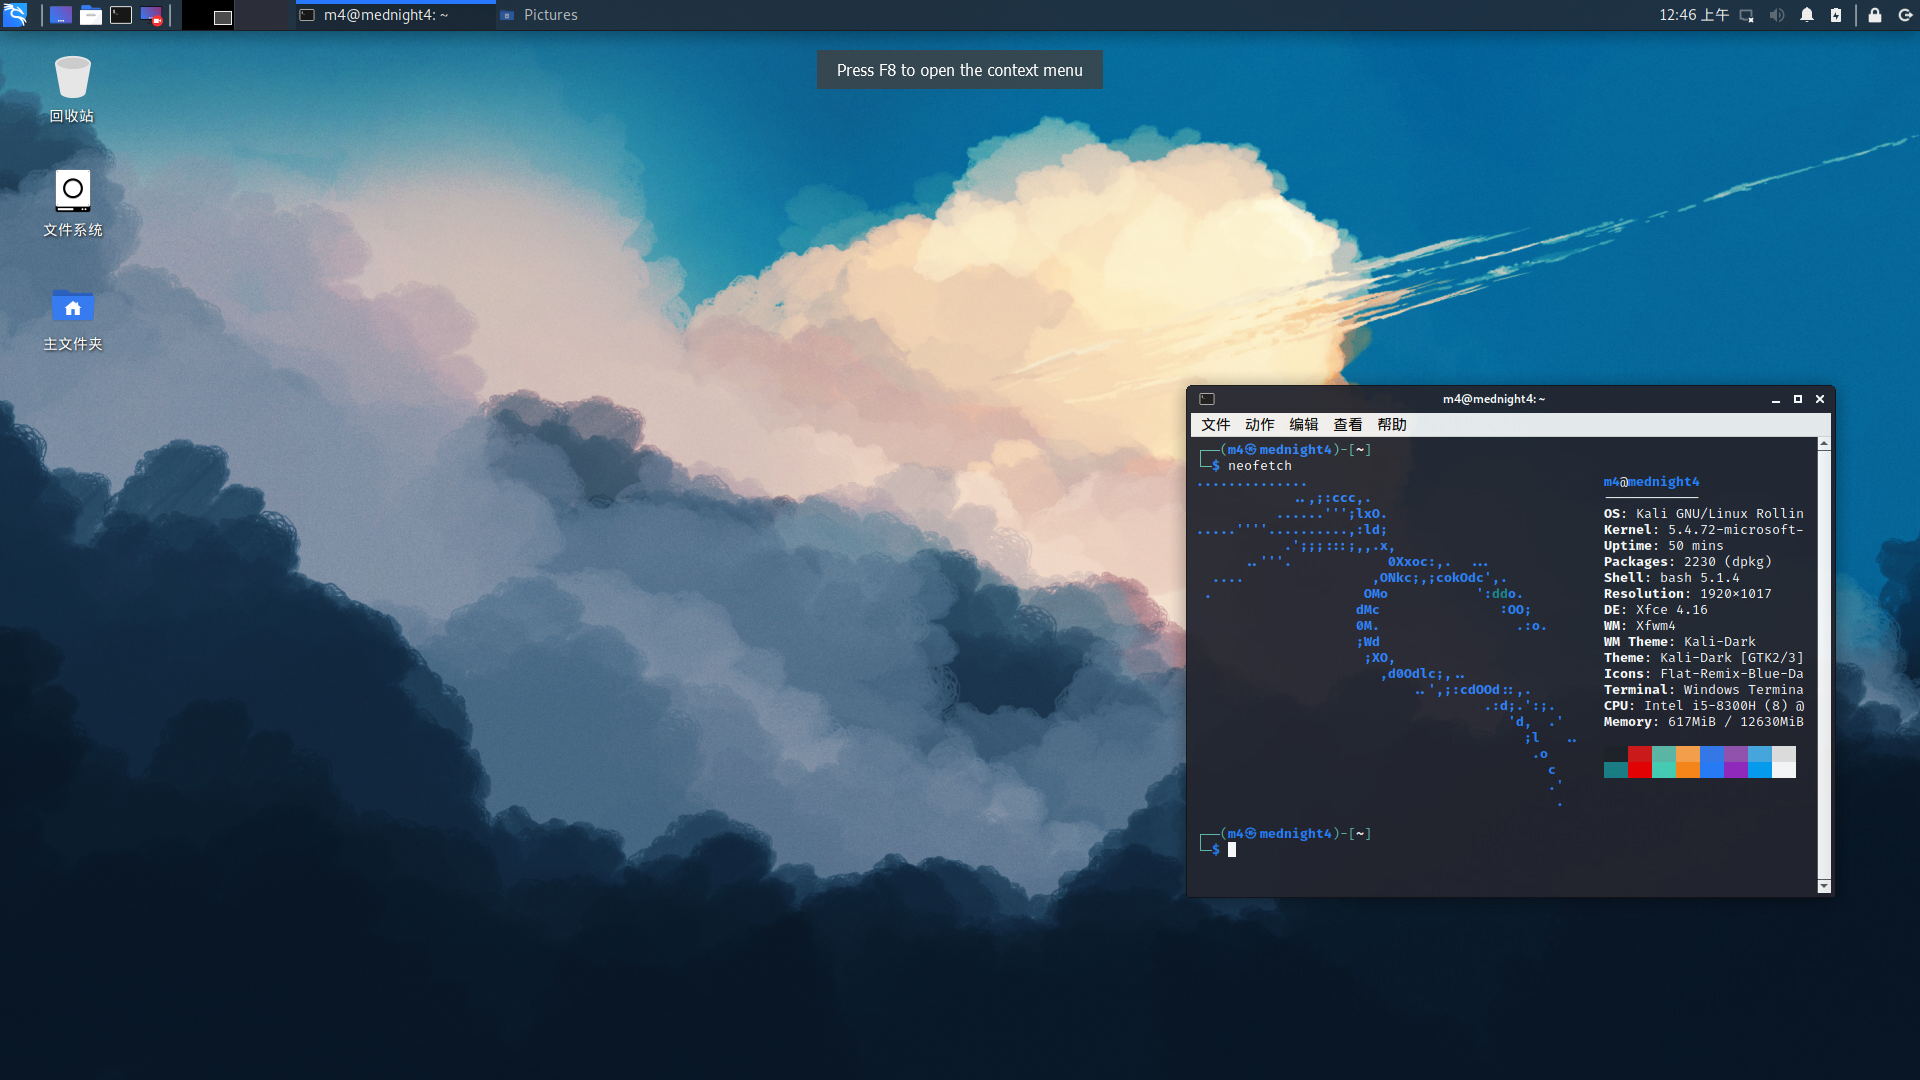 m4@mednight4: ~
Pictures
12:46 上午
Press F8 to open the context menu
回收站
文件系统
主文件夹
m4@mednight4: ~
文件 动作 编辑 查看 帮助
┌──(m4㉿mednight4)-[~]
└─$ neofetch
..............
..,;:ccc,.
......''';lxO.
.....''''..........,:ld;
.';;;:::;,,.x,
..'''. 0Xxoc:,. ...
.... ,ONkc;,;cokOdc',.
. OMo ':ddo.
dMc :OO;
0M. .:o.
;Wd
;XO,
,d0Odlc;,..
..',;:cdOOd::,.
.:d;.':;.
'd, .'
;l ..
.o
c
.'
.
m4@mednight4
OS: Kali GNU/Linux Rollin
Kernel: 5.4.72-microsoft-
Uptime: 50 mins
Packages: 2230 (dpkg)
Shell: bash 5.1.4
Resolution: 1920×1017
DE: Xfce 4.16
WM: Xfwm4
WM Theme: Kali-Dark
Theme: Kali-Dark [GTK2/3]
Icons: Flat-Remix-Blue-Da
Terminal: Windows Termina
CPU: Intel i5-8300H (8) @
Memory: 617MiB / 12630MiB
┌──(m4㉿mednight4)-[~]
└─$